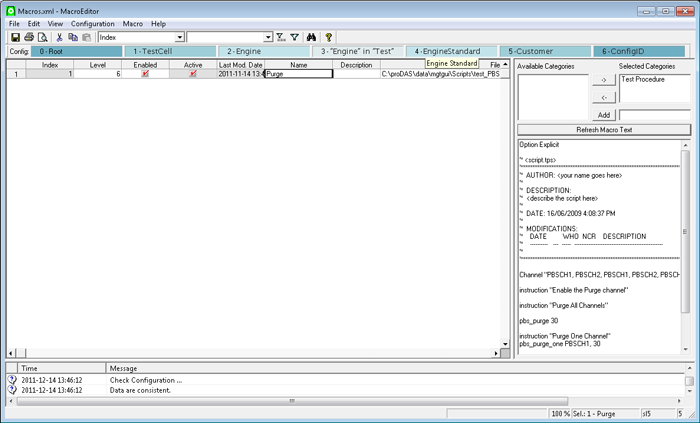 Macros.xml - MacroEditor
File Edit View Configuration Macro Help
Index
Config: 0 - Root 1 - TestCell 2 - Engine 3 - "Engine" in "Test" 4 - EngineStandard 5 - Customer 6 - ConfigID
Engine Standard
Index Level Enabled Active Last Mod. Date Name Description File
1 1 6 2011-11-14 13:4 Purge C:\proDAS\data\mgtgui\Scripts\test_PBS
Available Categories Selected Categories
Test Procedure
->
<-
Add
Refresh Macro Text
Option Explicit
'* <script.tps>
'* AUTHOR: <your name goes here>
'*
'* DESCRIPTION:
'* <describe the script here>
'*
'* DATE: 16/06/2009 4:08:37 PM
'*
'* MODIFICATIONS:
'* DATE WHO NCR DESCRIPTION
Channel "PBSCH1, PBSCH2, PBSCH1, PBSCH2, PBSCH
instruction "Enable the Purge channel"
instruction "Purge All Channels"
pbs_purge 30
instruction "Purge One Channel"
pbs_purge_one PBSCH1, 30
Time Message
2011-12-14 13:46:12 Check Configuration ...
2011-12-14 13:46:12 Data are consistent.
100 % Sel.: 1 - Purge sl5 5